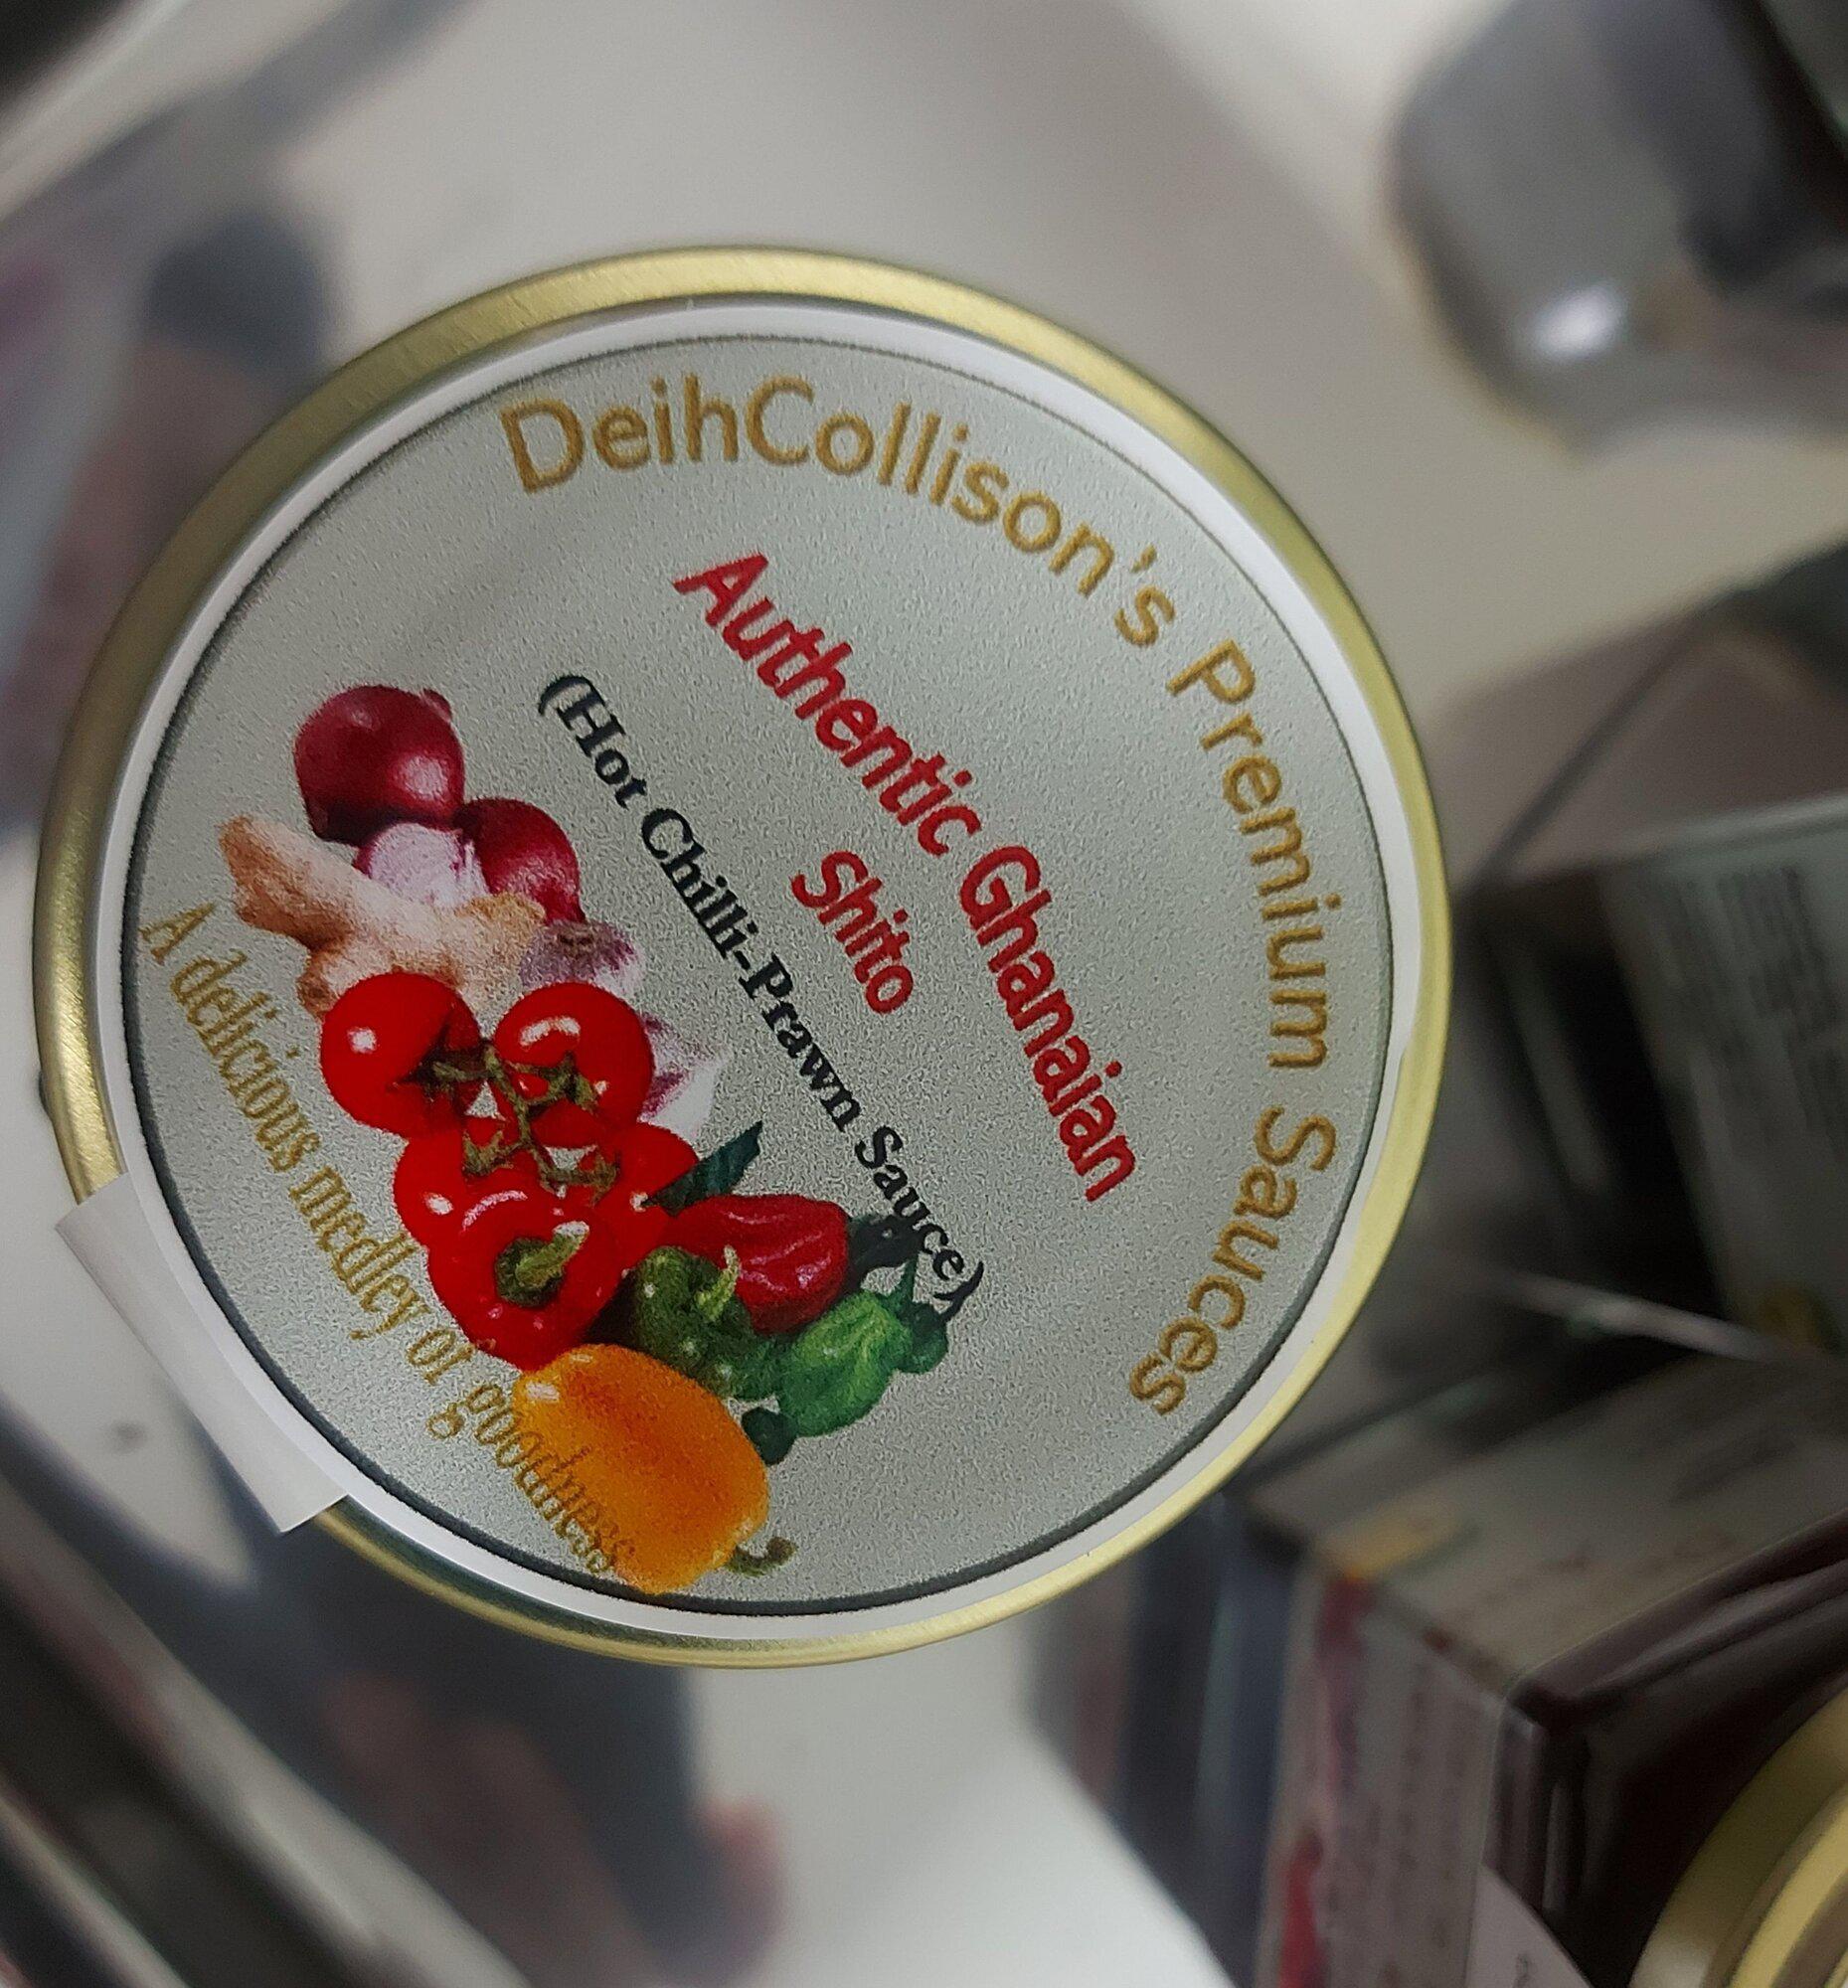 DeihCollison's Premium Sauces
Authentic Ghanaian
Shito
(Hot Chilli-Prawn Sauce)
A delicious medley of goodness